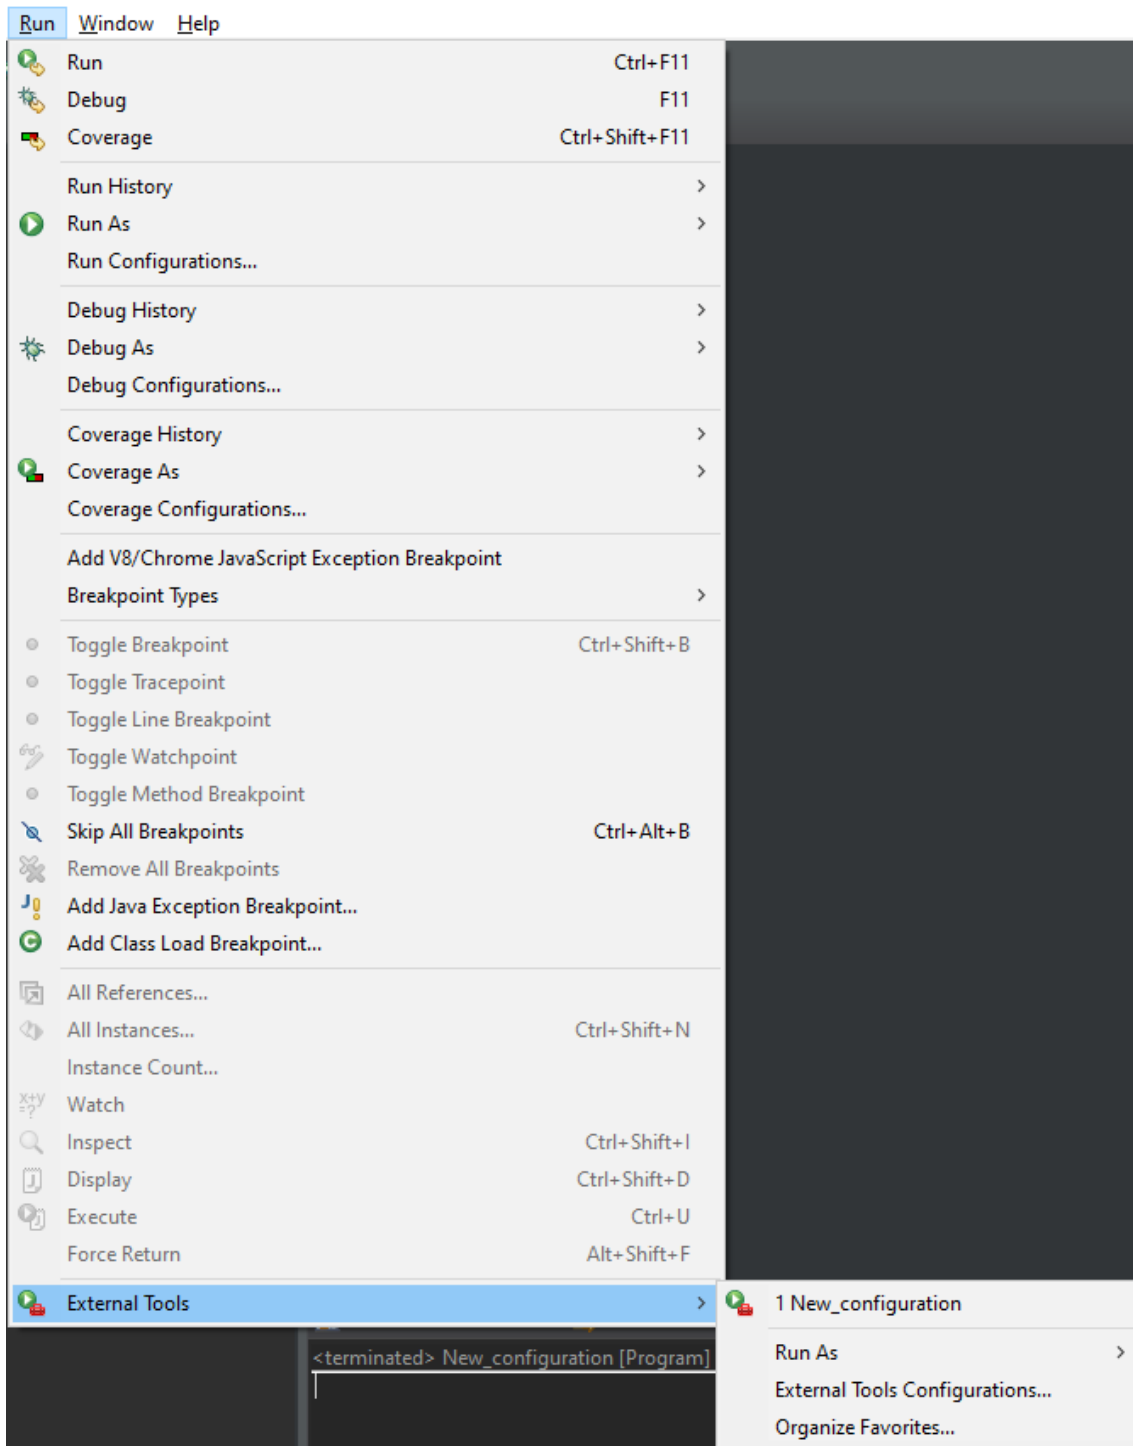 Run Window Help
Run Ctrl+F11
Debug F11
Coverage Ctrl+Shift+F11
Run History
Run As
Run Configurations...
Debug History
Debug As
Debug Configurations...
Coverage History
Coverage As
Coverage Configurations...
Add V8/Chrome JavaScript Exception Breakpoint
Breakpoint Types
Toggle Breakpoint Ctrl+Shift+B
Toggle Tracepoint
Toggle Line Breakpoint
Toggle Watchpoint
Toggle Method Breakpoint
Skip All Breakpoints Ctrl+Alt+B
Remove All Breakpoints
Add Java Exception Breakpoint...
Add Class Load Breakpoint...
All References...
All Instances... Ctrl+Shift+N
Instance Count...
Watch
Inspect Ctrl+Shift+I
Display Ctrl+Shift+D
Execute Ctrl+U
Force Return Alt+Shift+F
External Tools
1 New_configuration
Run As
External Tools Configurations...
Organize Favorites...
<terminated> New_configuration [Program]